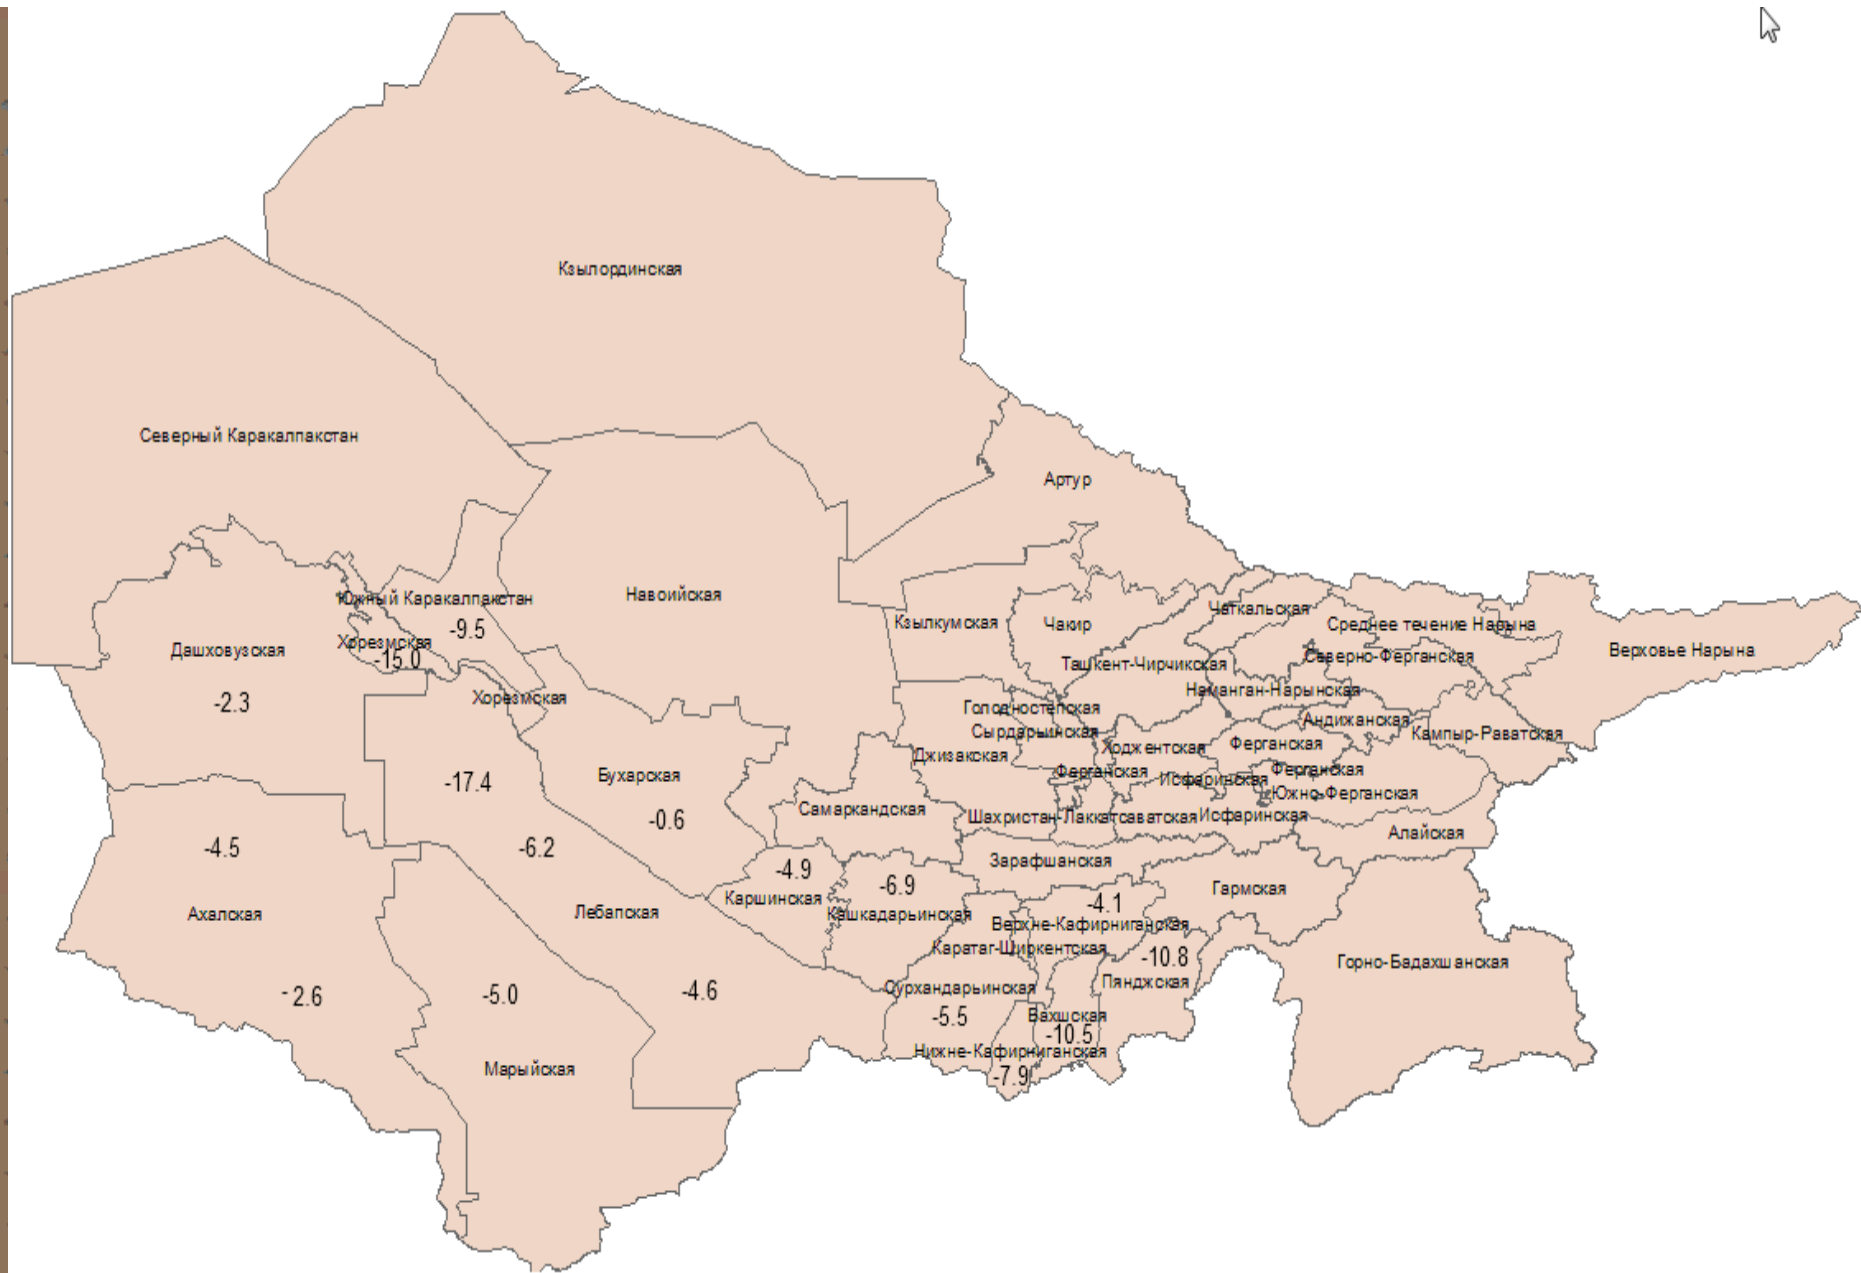 Кзылординская
Северный Каракалпакстан
Артур
Навоийская
Южный Каракалпакстан
-9.5
Хорезмская
-15.0
Дашховузская
-2.3
Хорезмская
Кзылкумская
Чакир
Чаткальская
Среднее течение Нарына
Верховье Нарына
Ташкент-Чирчикская
Северно-Ферганская
Наманган-Нарынская
Голодностепская
Сырдарьинская
Джизакская
Ходжентская
Ферганская
Андижанская
Кампыр-Раватская
Ферганская
Исфаринская
Ферганская
Южно-Ферганская
Бухарская
-0.6
-17.4
-6.2
Самаркандская
Шахристан-Лаккатсаватская
Исфаринская
Алайская
Зарафшанская
Гармская
-4.5
Ахалская
-2.6
-4.9
Каршинская
-6.9
Кашкадарьинская
-4.1
Верхне-Кафирниганская
Каратаг-Ширкентская
-10.8
Пянджская
Горно-Бадахшанская
Лебапская
-4.6
-5.0
Марыйская
Сурхандарьинская
-5.5
Вахшская
-10.5
Нижне-Кафирниганская
-7.9